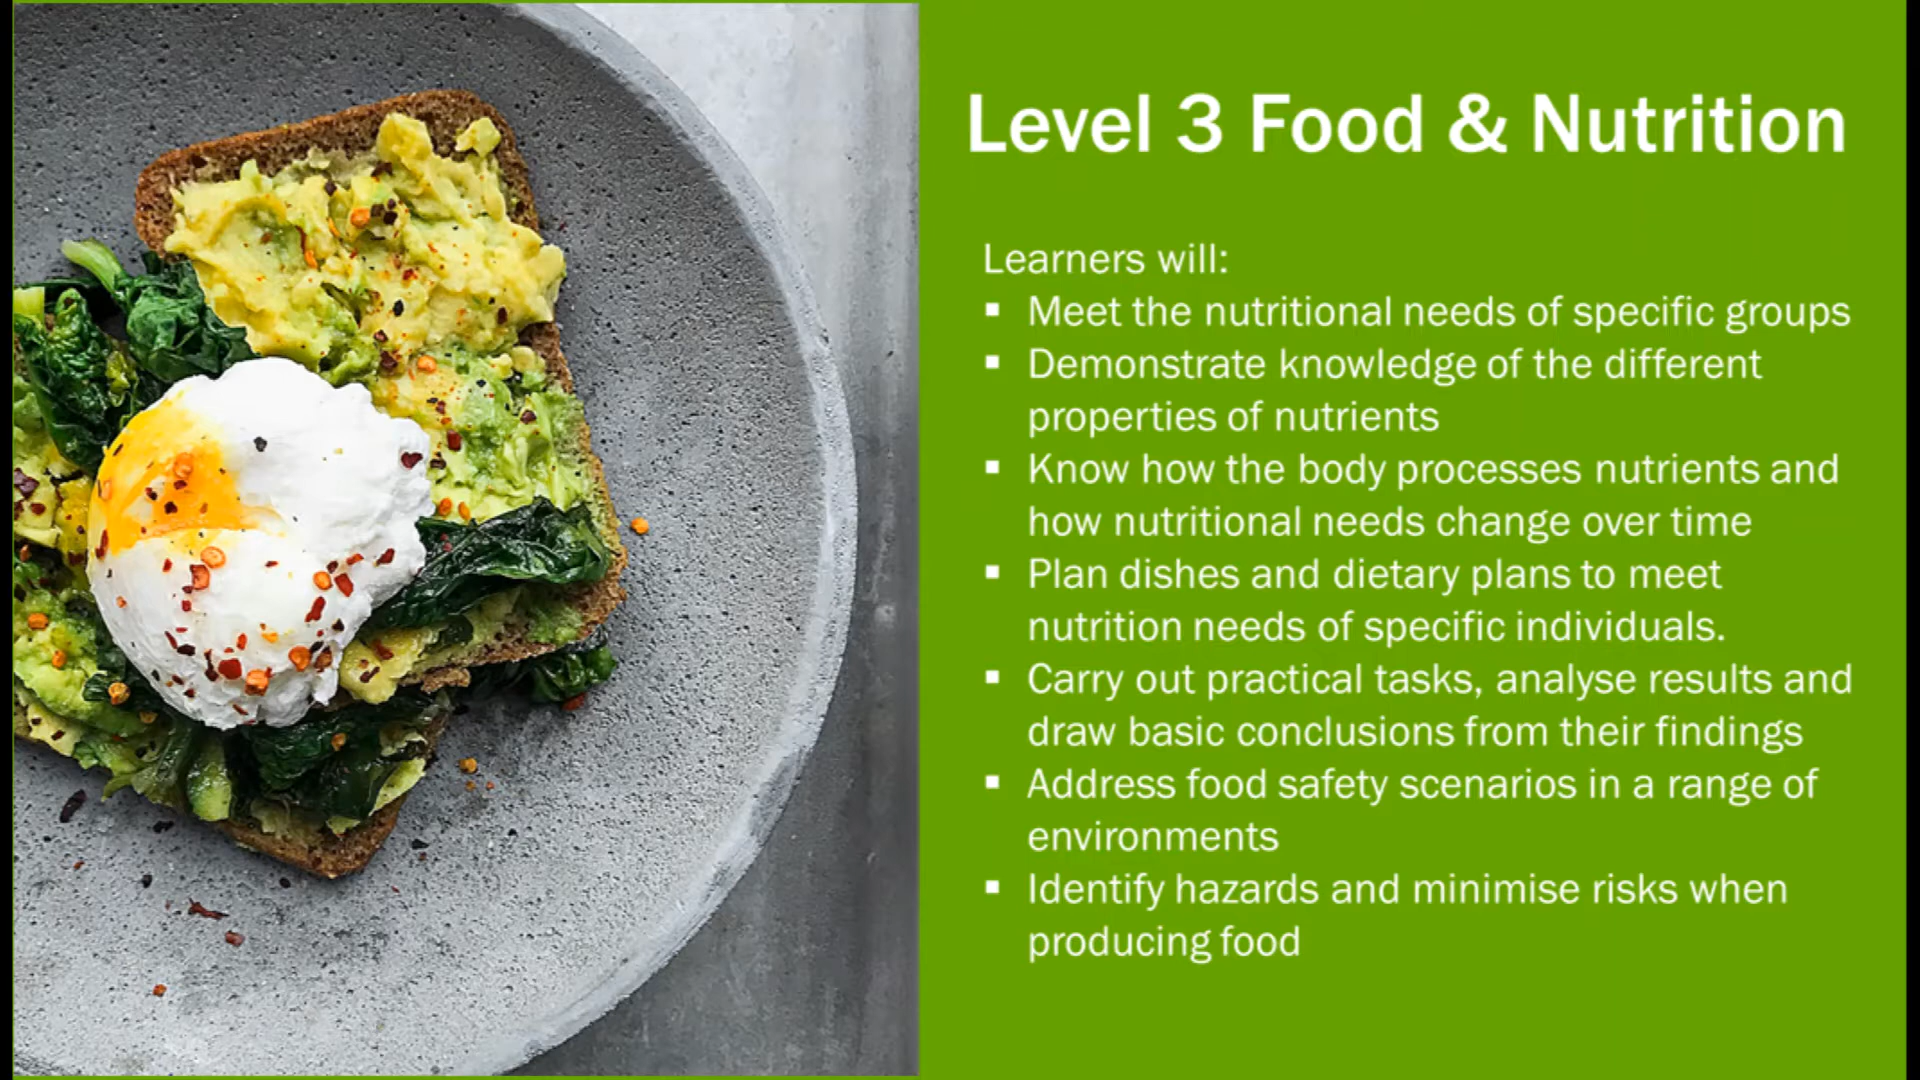 Level 3 Food & Nutrition
Learners will:
▪ Meet the nutritional needs of specific groups
▪ Demonstrate knowledge of the different
properties of nutrients
▪ Know how the body processes nutrients and
how nutritional needs change over time
▪ Plan dishes and dietary plans to meet
nutrition needs of specific individuals.
▪ Carry out practical tasks, analyse results and
draw basic conclusions from their findings
▪ Address food safety scenarios in a range of
environments
▪ Identify hazards and minimise risks when
producing food